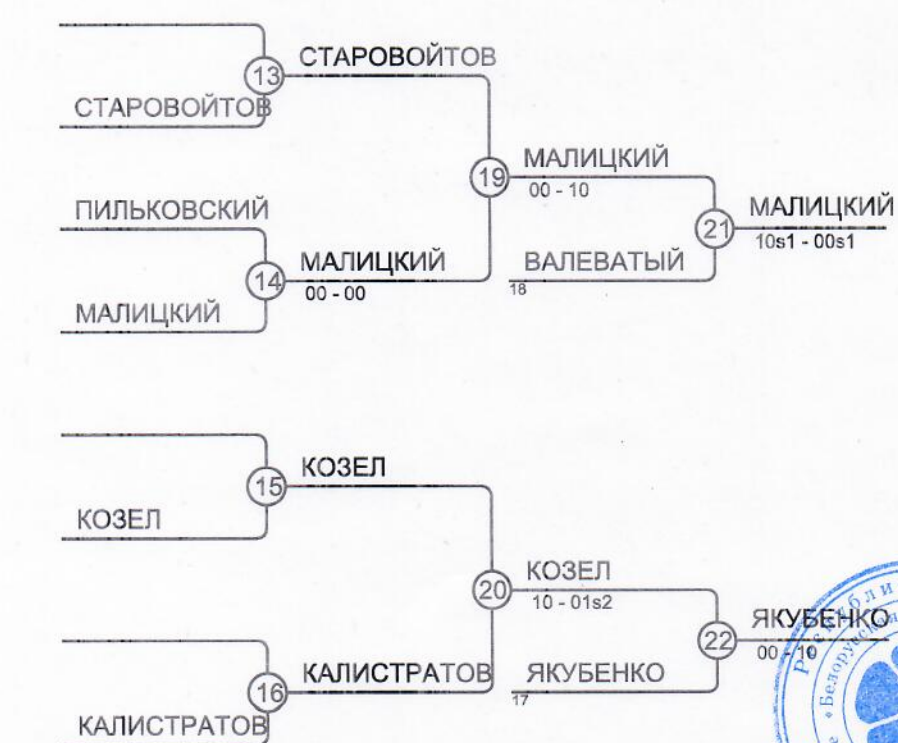 13
СТАРОВОЙТОВ
СТАРОВОЙТОВ
19
МАЛИЦКИЙ
00 - 10
ПИЛЬКОВСКИЙ
14
МАЛИЦКИЙ
00 - 00
МАЛИЦКИЙ
21
МАЛИЦКИЙ
10s1 - 00s1
ВАЛЕВАТЫЙ
18
15
КОЗЕЛ
КОЗЕЛ
20
КОЗЕЛ
10 - 01s2
22
ЯКУБЕНКО
00 - 10
16
КАЛИСТРАТОВ
ЯКУБЕНКО
17
КАЛИСТРАТОВ